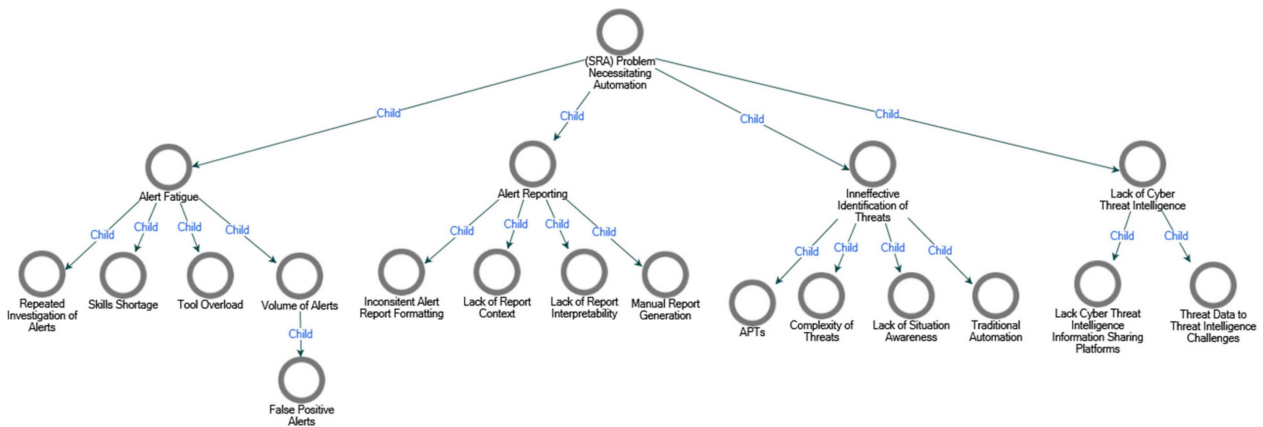 (SRA) Problem
Necessitating
Automation
Child
Child
Child
Child
Alert Fatigue
Alert Reporting
Inneffective
Identification of
Threats
Lack of Cyber
Threat Intelligence
Child
Child
Child
Child
Child
Child
Child
Child
Child
Child
Child
Child
Child
Child
Repeated
Investigation of
Alerts
Skills Shortage
Tool Overload
Volume of Alerts
Inconsitent Alert
Report Formatting
Lack of Report
Context
Lack of Report
Interpretability
Manual Report
Generation
APTs
Complexity of
Threats
Lack of Situation
Awareness
Traditional
Automation
Lack Cyber Threat
Intelligence
Information Sharing
Platforms
Threat Data to
Threat Intelligence
Challenges
Child
False Positive
Alerts